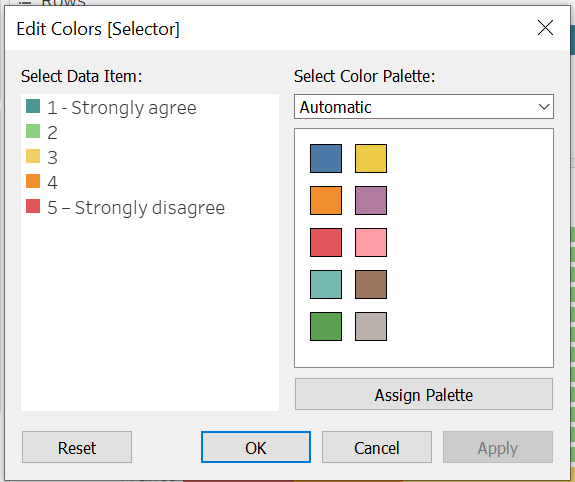 Rows
Edit Colors [Selector]
Select Data Item:
Select Color Palette:
1 - Strongly agree
2
3
4
5 – Strongly disagree
Automatic
Assign Palette
Reset
OK
Cancel
Apply